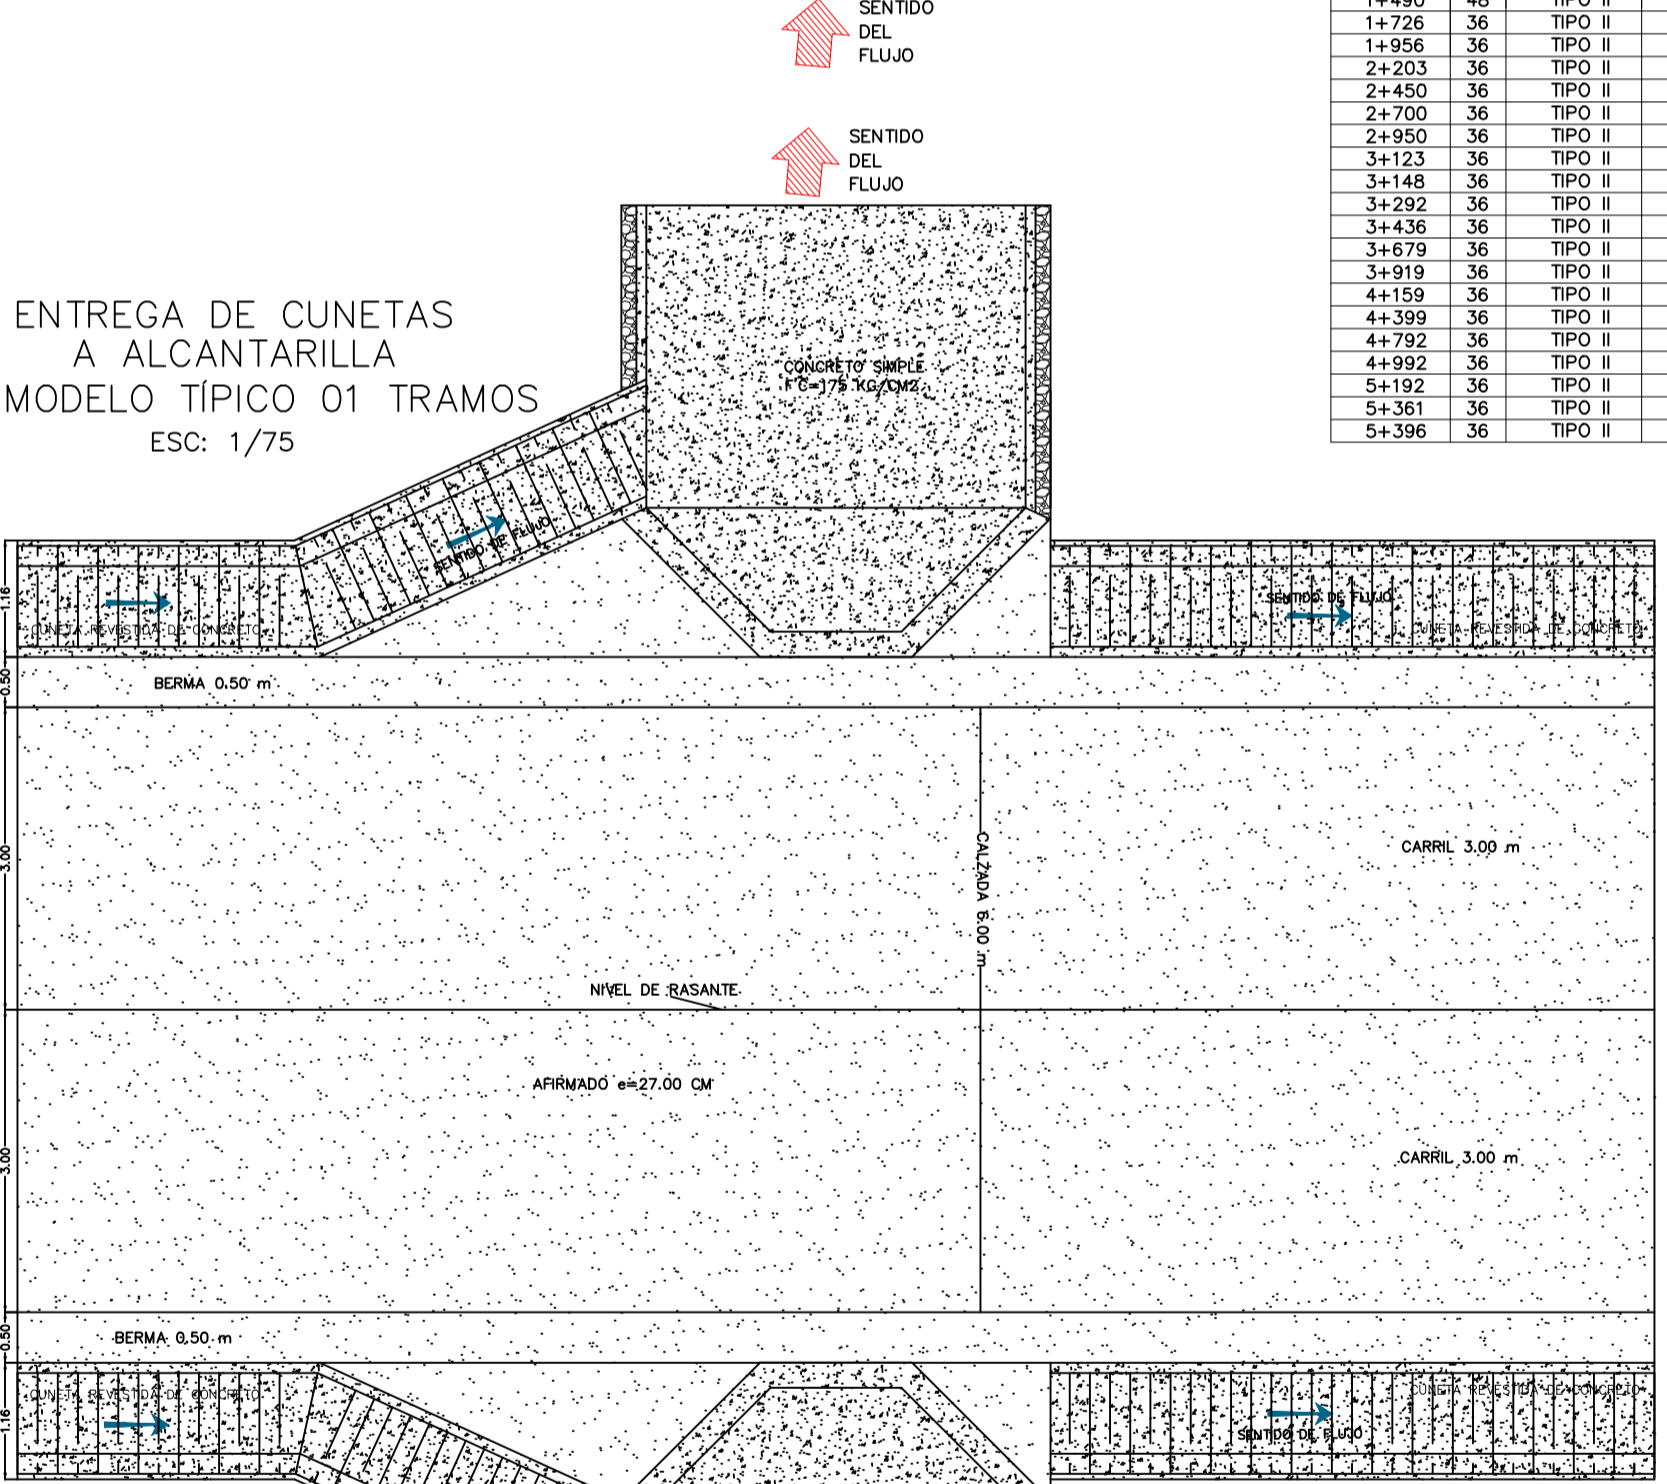 SENTIDO
DEL
FLUJO
SENTIDO
DEL
FLUJO
1+490 48 TIPO II
1+726 36 TIPO II
1+956 36 TIPO II
2+203 36 TIPO II
2+450 36 TIPO II
2+700 36 TIPO II
2+950 36 TIPO II
3+123 36 TIPO II
3+148 36 TIPO II
3+292 36 TIPO II
3+436 36 TIPO II
3+679 36 TIPO II
3+919 36 TIPO II
4+159 36 TIPO II
4+399 36 TIPO II
4+792 36 TIPO II
4+992 36 TIPO II
5+192 36 TIPO II
5+361 36 TIPO II
5+396 36 TIPO II
ENTREGA DE CUNETAS
A ALCANTARILLA
MODELO TÍPICO 01 TRAMOS
ESC: 1/75
CONCRETO SIMPLE
F'C=175 KG/CM2
SENTIDO DE FLUJO
SENTIDO DE FLUJO
CUNETA REVESTIDA DE CONCRETO
CUNETA REVESTIDA DE CONCRETO
1.16
0.50
BERMA 0.50 m
3.00
CALZADA 6.00 m
CARRIL 3.00 m
NIVEL DE RASANTE
AFIRMADO e=27.00 CM
3.00
CARRIL 3.00 m
0.50
BERMA 0.50 m
CUNETA REVESTIDA DE CONCRETO
CUNETA REVESTIDA DE CONCRETO
1.16
SENTIDO DE FLUJO